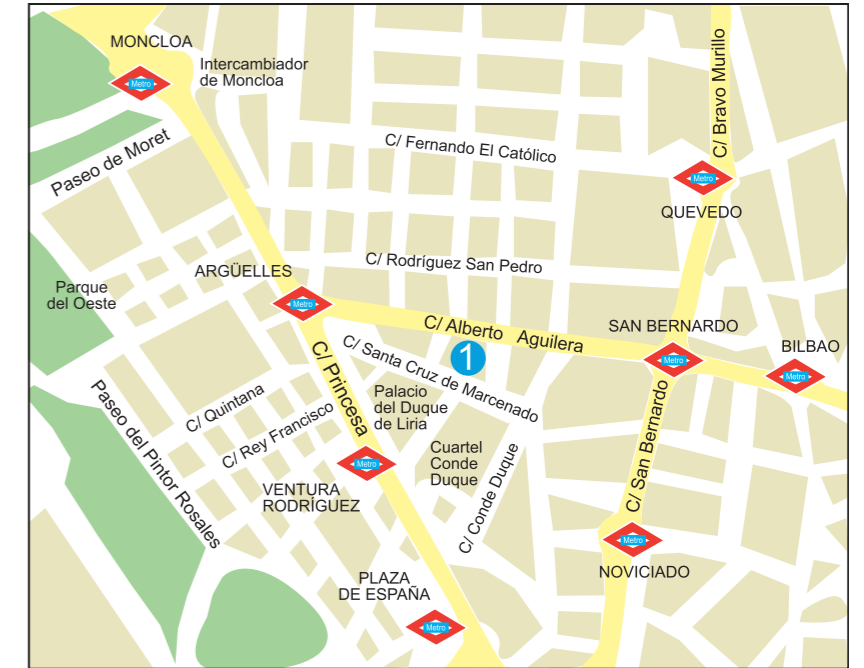 MONCLOA
Intercambiador
de Moncloa
Metro
C/ Bravo Murillo
C/ Fernando El Católico
Paseo de Moret
Metro
QUEVEDO
C/ Rodríguez San Pedro
ARGÜELLES
Parque
del Oeste
Metro
C/ Alberto Aguilera
SAN BERNARDO
BILBAO
1
Metro
Metro
C/ Santa Cruz de Marcenado
C/ Princesa
Palacio
del Duque
de Liria
C/ Quintana
C/ Rey Francisco
Paseo del Pintor Rosales
Cuartel
Conde
Duque
C/ San Bernardo
Metro
VENTURA
RODRÍGUEZ
C/ Conde Duque
Metro
NOVICIADO
PLAZA
DE ESPAÑA
Metro